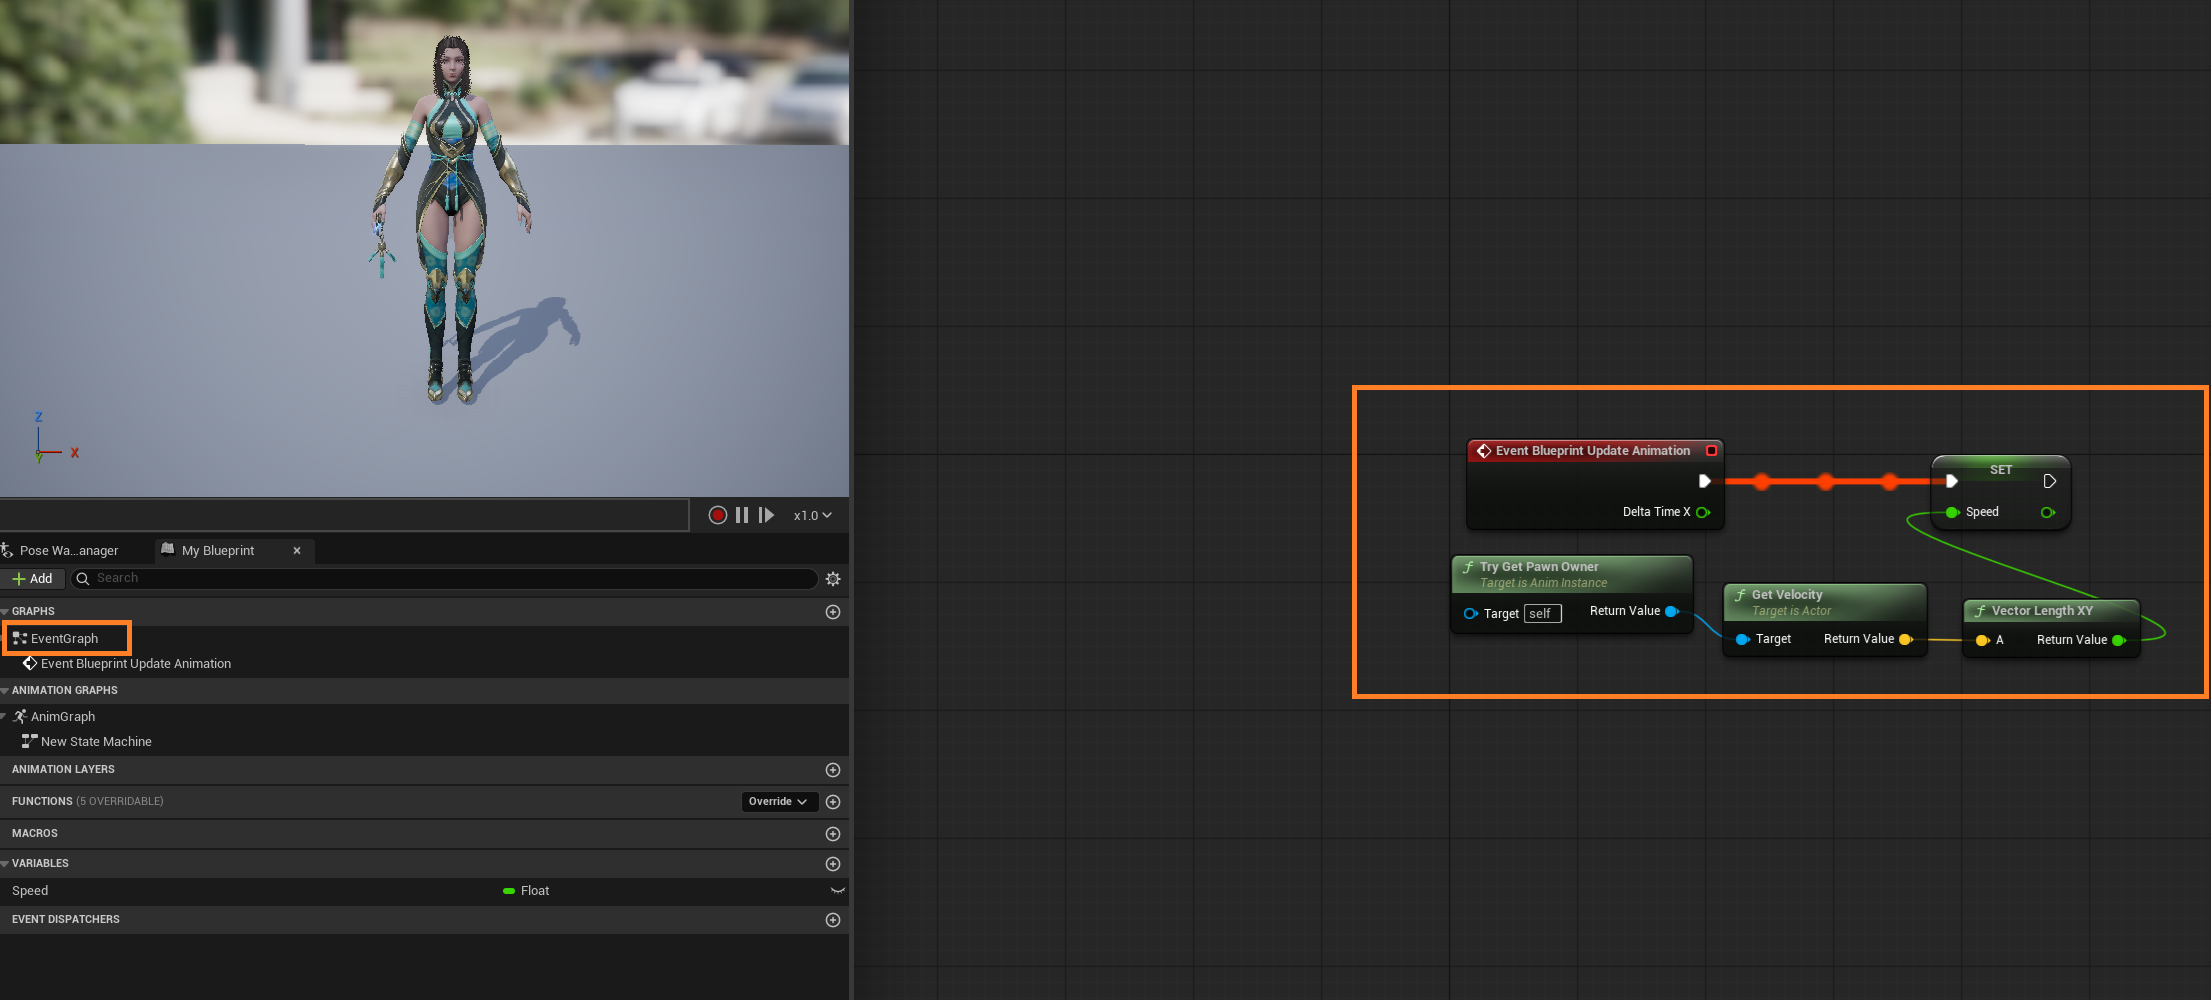 Z
X
Y
x1.0
Pose Wa...anager
My Blueprint
Add
Search
GRAPHS
EventGraph
Event Blueprint Update Animation
ANIMATION GRAPHS
AnimGraph
New State Machine
ANIMATION LAYERS
FUNCTIONS (5 OVERRIDABLE)
Override
MACROS
VARIABLES
Speed
Float
EVENT DISPATCHERS
Event Blueprint Update Animation
Delta Time X
SET
Speed
f Try Get Pawn Owner
Target is Anim Instance
Target self
Return Value
f Get Velocity
Target is Actor
Target
Return Value
f Vector Length XY
A
Return Value